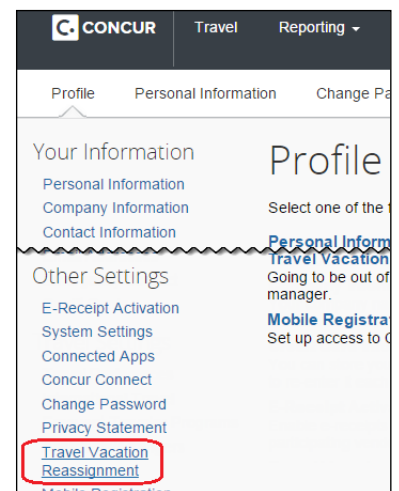 C. CONCUR Travel Reporting
Profile Personal Information Change Pa
Your Information
Personal Information
Company Information
Contact Information
Profile
Select one of the
Personal Inform
Travel Vacation
Going to be out of
manager.
Mobile Registra
Set up access to
Other Settings
E-Receipt Activation
System Settings
Connected Apps
Concur Connect
Change Password
Privacy Statement
Travel Vacation
Reassignment
Mobile Registration